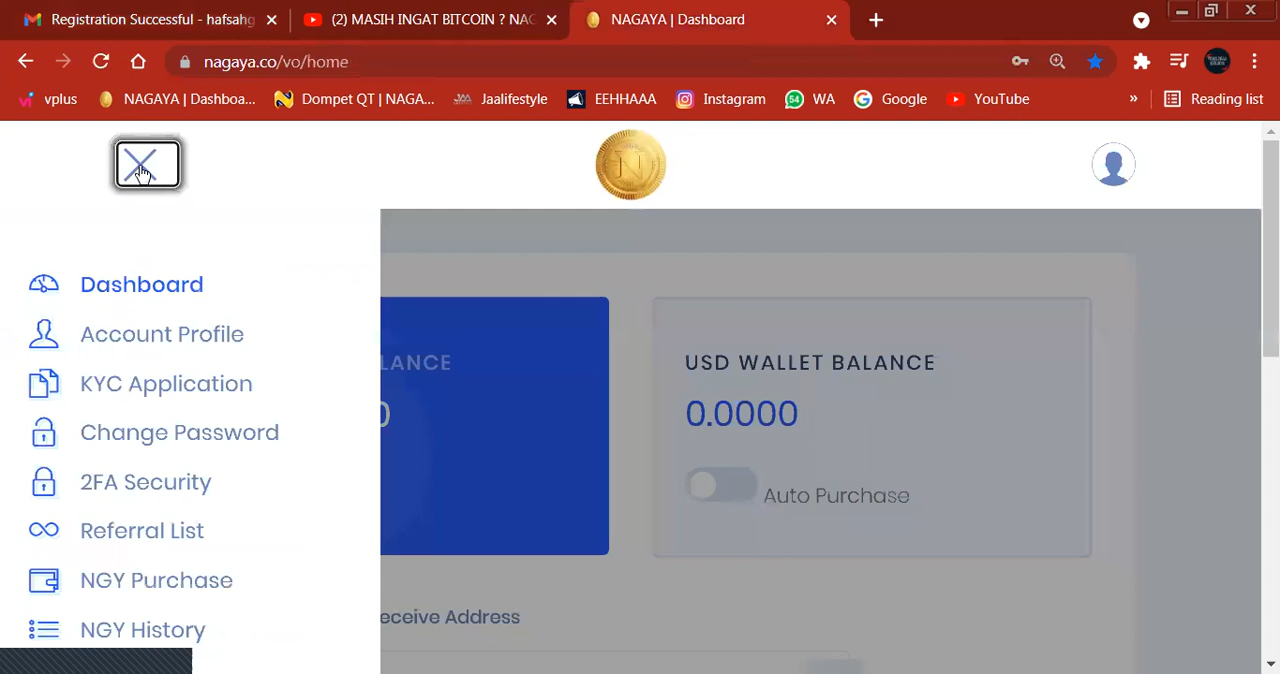 Registration Successful - hafsahg
(2) MASIH INGAT BITCOIN ? NAG
NAGAYA | Dashboard
nagaya.co/vo/home
vplus
NAGAYA | Dashboa...
Dompet QT | NAGA...
Jaalifestyle
EEHHAAA
Instagram
WA
Google
YouTube
»
Reading list
N
Dashboard
Account Profile
KYC Application
Change Password
2FA Security
Referral List
NGY Purchase
NGY History
LANCE
0
USD WALLET BALANCE
0.0000
Auto Purchase
eceive Address